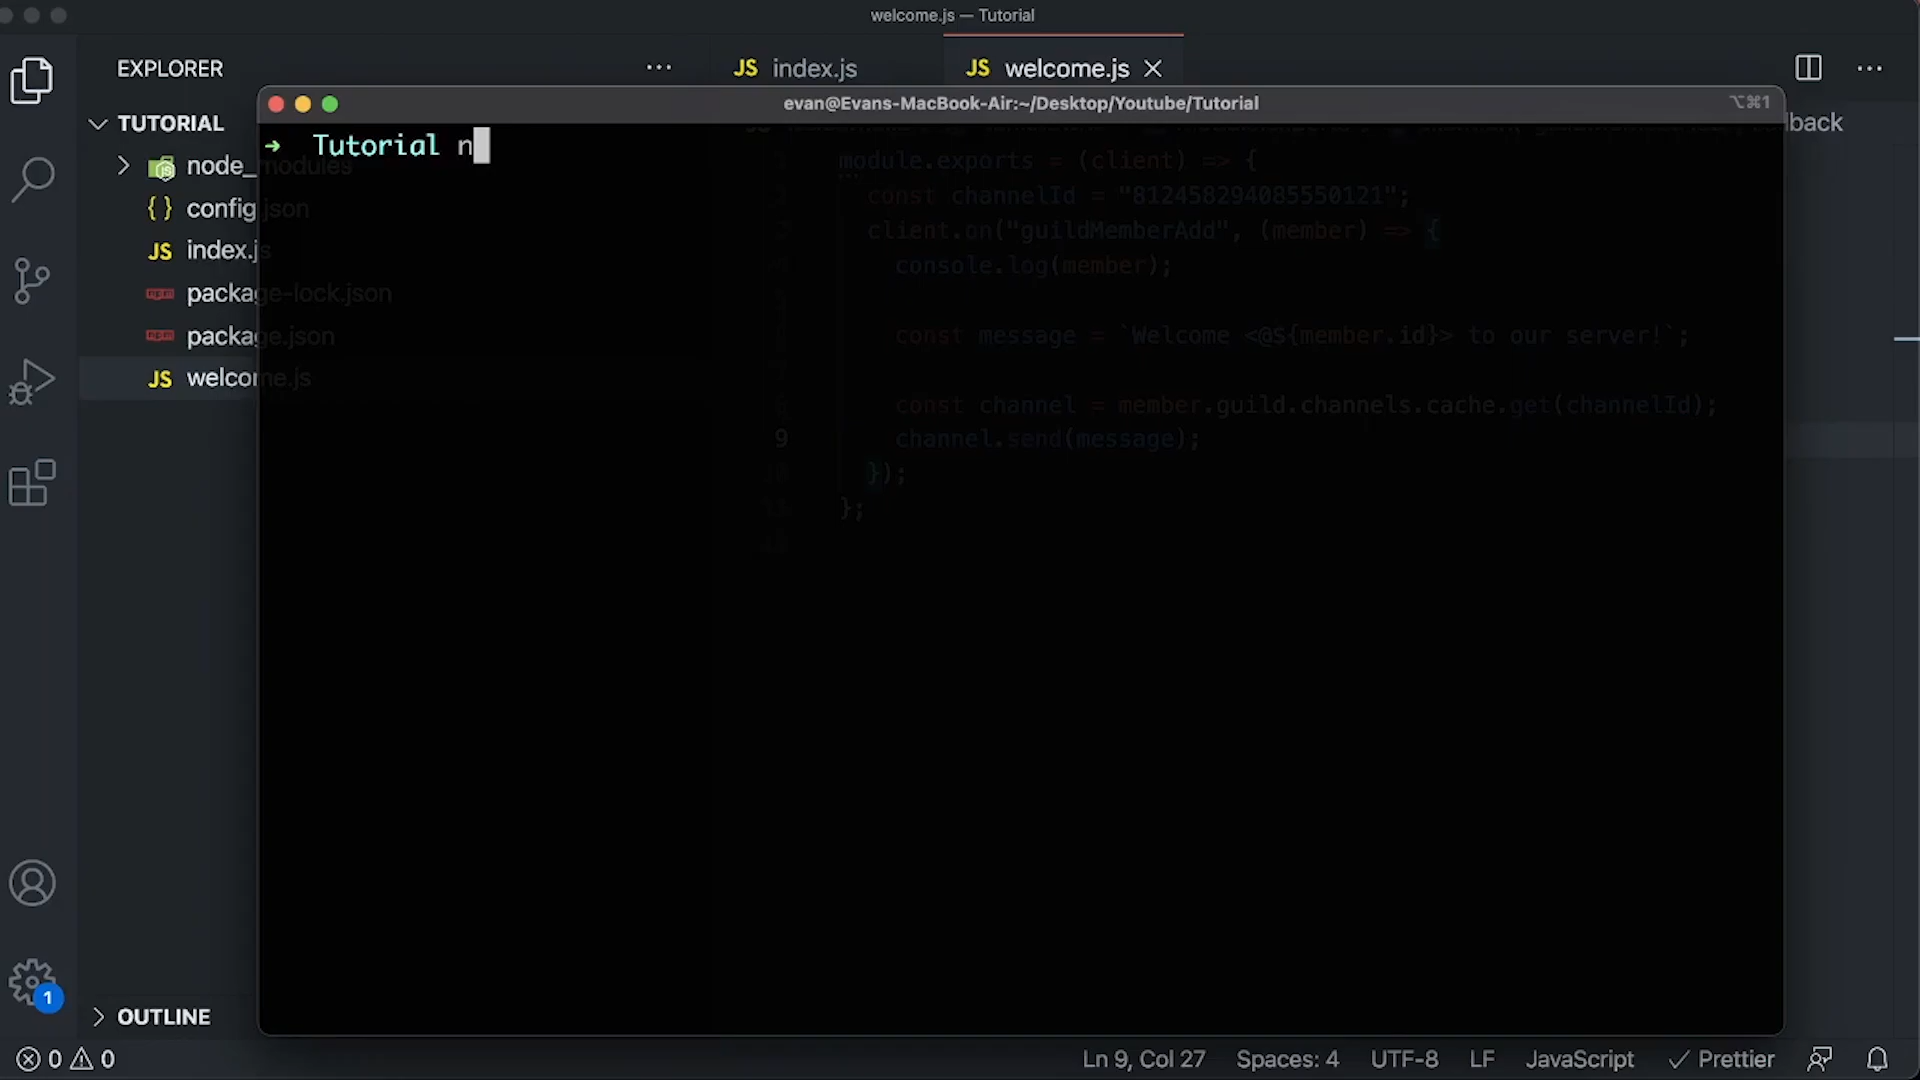 welcome.js — Tutorial
EXPLORER
JS index.js
JS welcome.js
TUTORIAL
node_modules
{ } config.json
JS index.js
package-lock.json
package.json
JS welcome.js
evan@Evans-MacBook-Air:~/Desktop/Youtube/Tutorial
⌥⌘1
→ Tutorial n
lback
module.exports = (client) => {
const channelId = "812458294085550121";
client.on("guildMemberAdd", (member) => {
console.log(member);
const message = `Welcome <@${member.id}> to our server!`;
const channel = member.guild.channels.cache.get(channelId);
9 channel.send(message);
});
};
1
OUTLINE
0 0
Ln 9, Col 27
Spaces: 4
UTF-8
LF
JavaScript
✓ Prettier